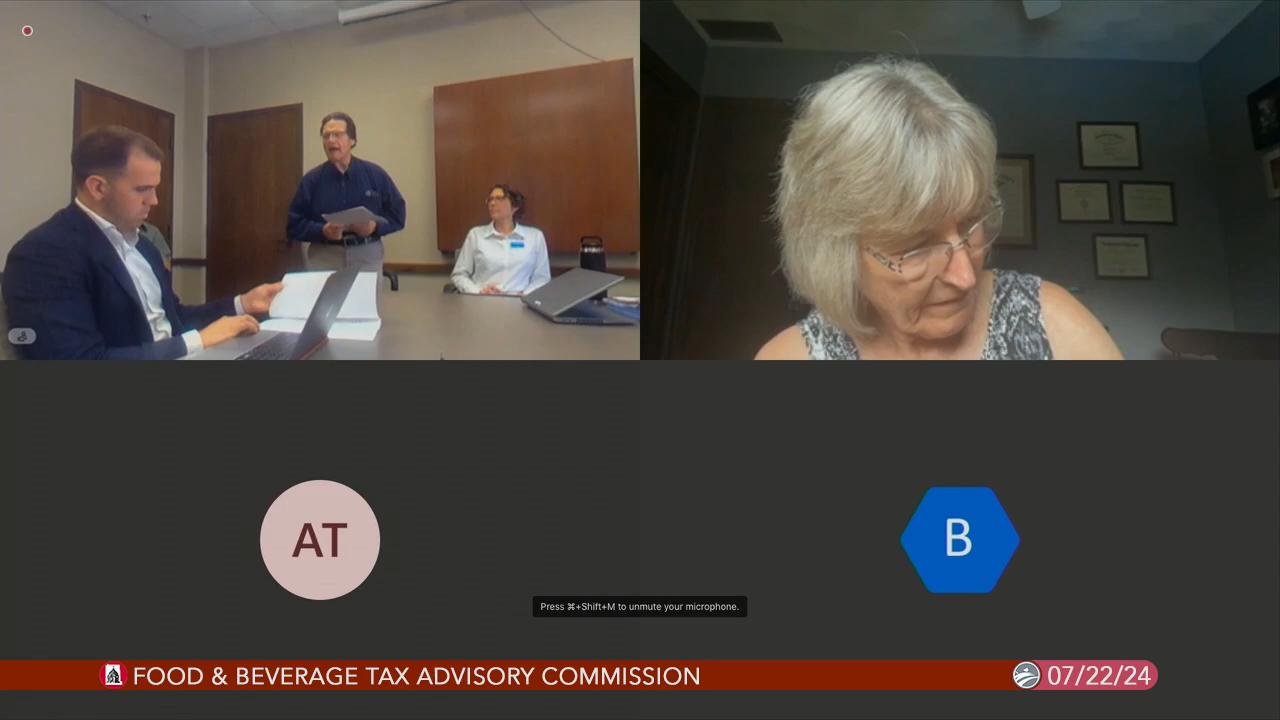 AT
B
Press ⌘+Shift+M to unmute your microphone.
FOOD & BEVERAGE TAX ADVISORY COMMISSION
07/22/24